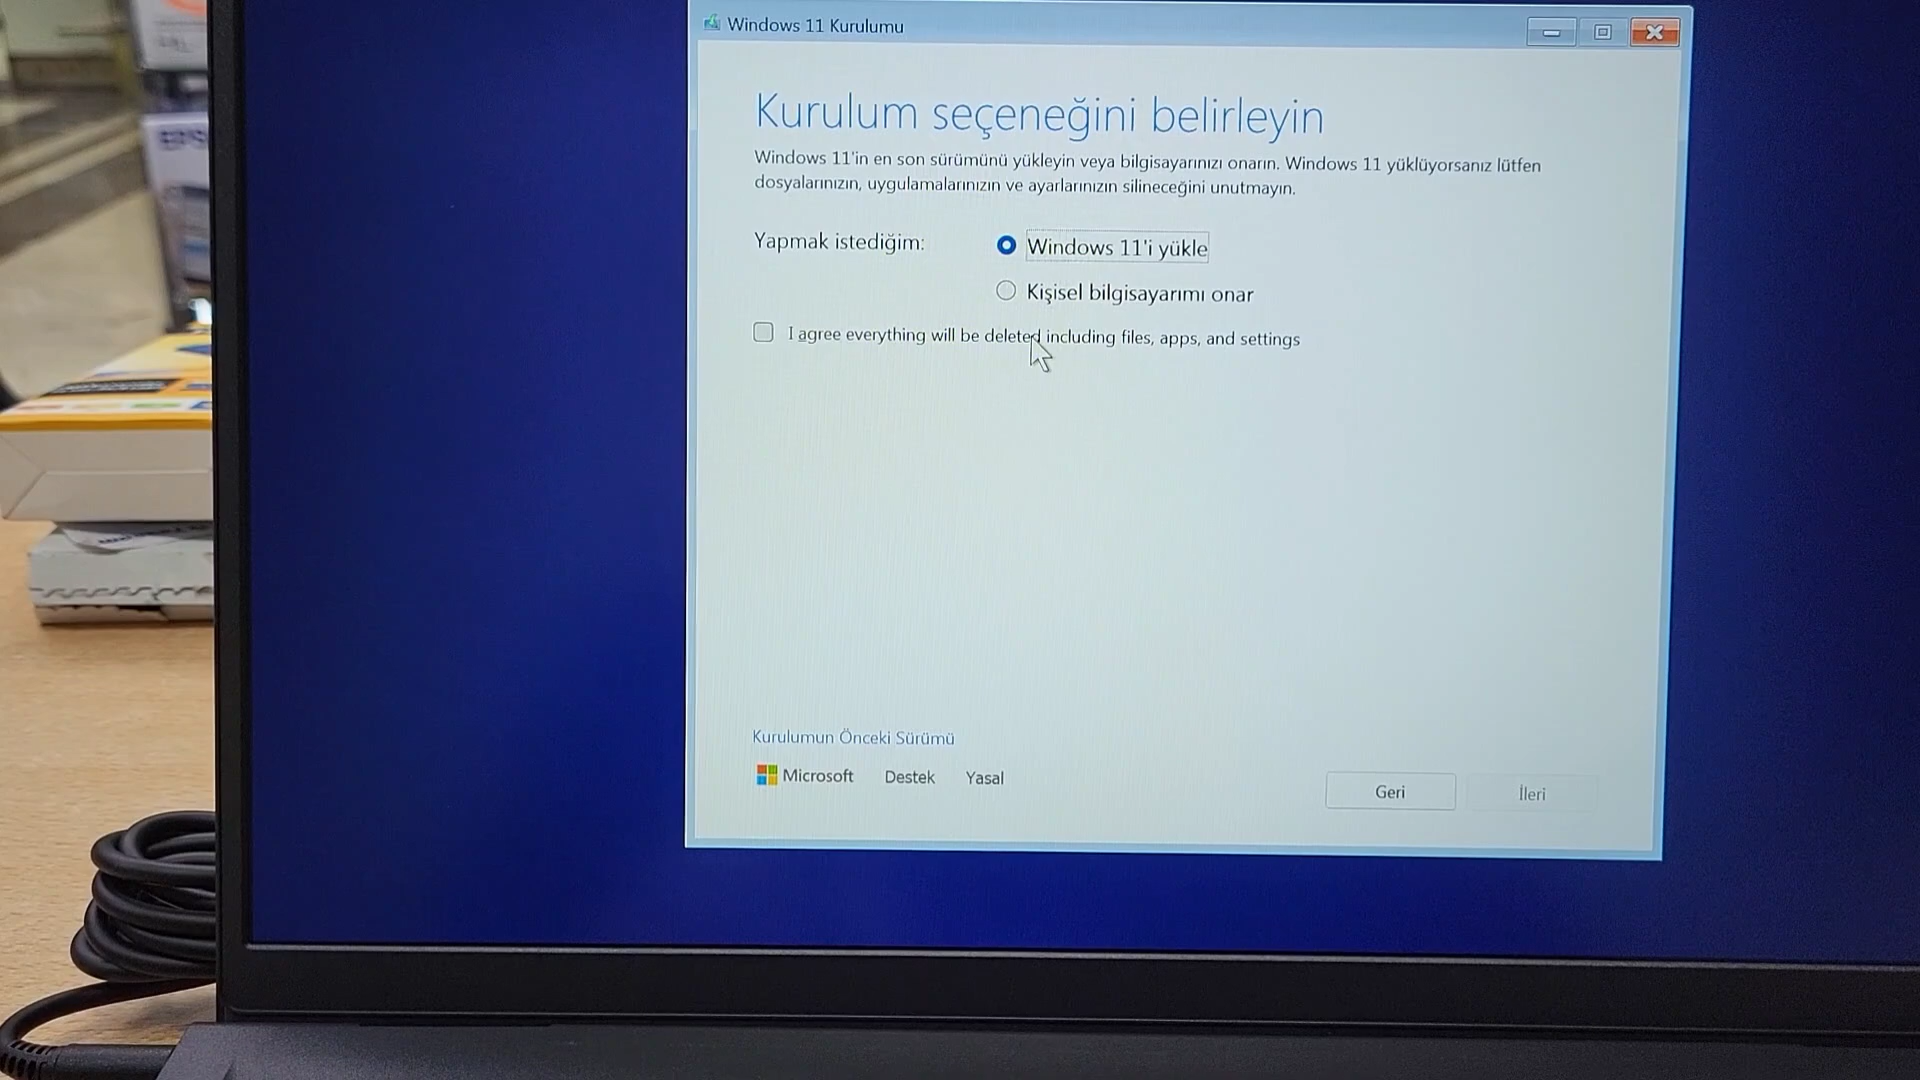 Windows 11 Kurulumu
Kurulum seçeneğini belirleyin
Windows 11'in en son sürümünü yükleyin veya bilgisayarınızı onarın. Windows 11 yüklüyorsanız lütfen
dosyalarınızın, uygulamalarınızın ve ayarlarınızın silineceğini unutmayın.
Yapmak istediğim:
Windows 11'i yükle
Kişisel bilgisayarımı onar
I agree everything will be deleted including files, apps, and settings
Kurulumun Önceki Sürümü
Microsoft Destek Yasal
Geri İleri